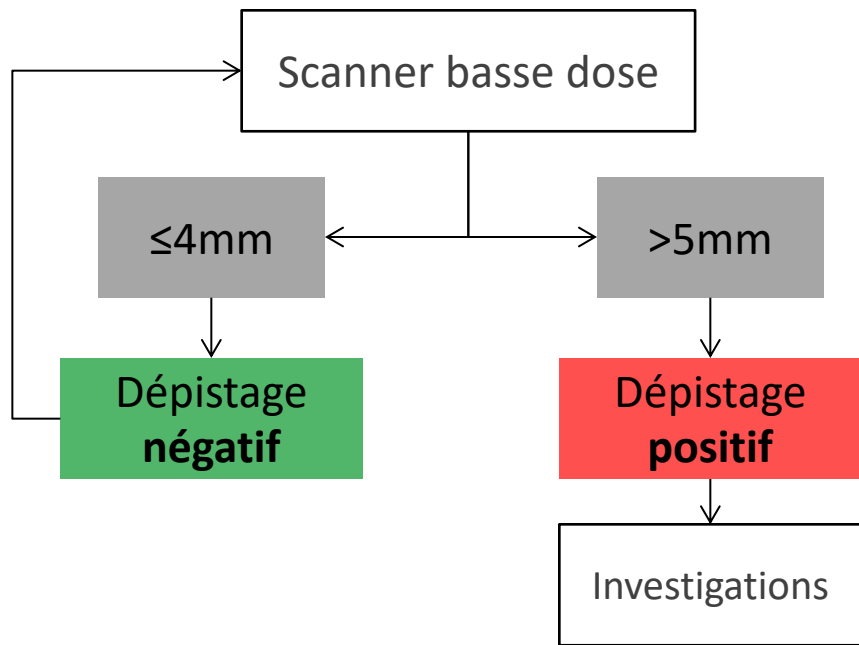 Scanner basse dose
≤4mm
>5mm
Dépistage
négatif
Dépistage
positif
Investigations